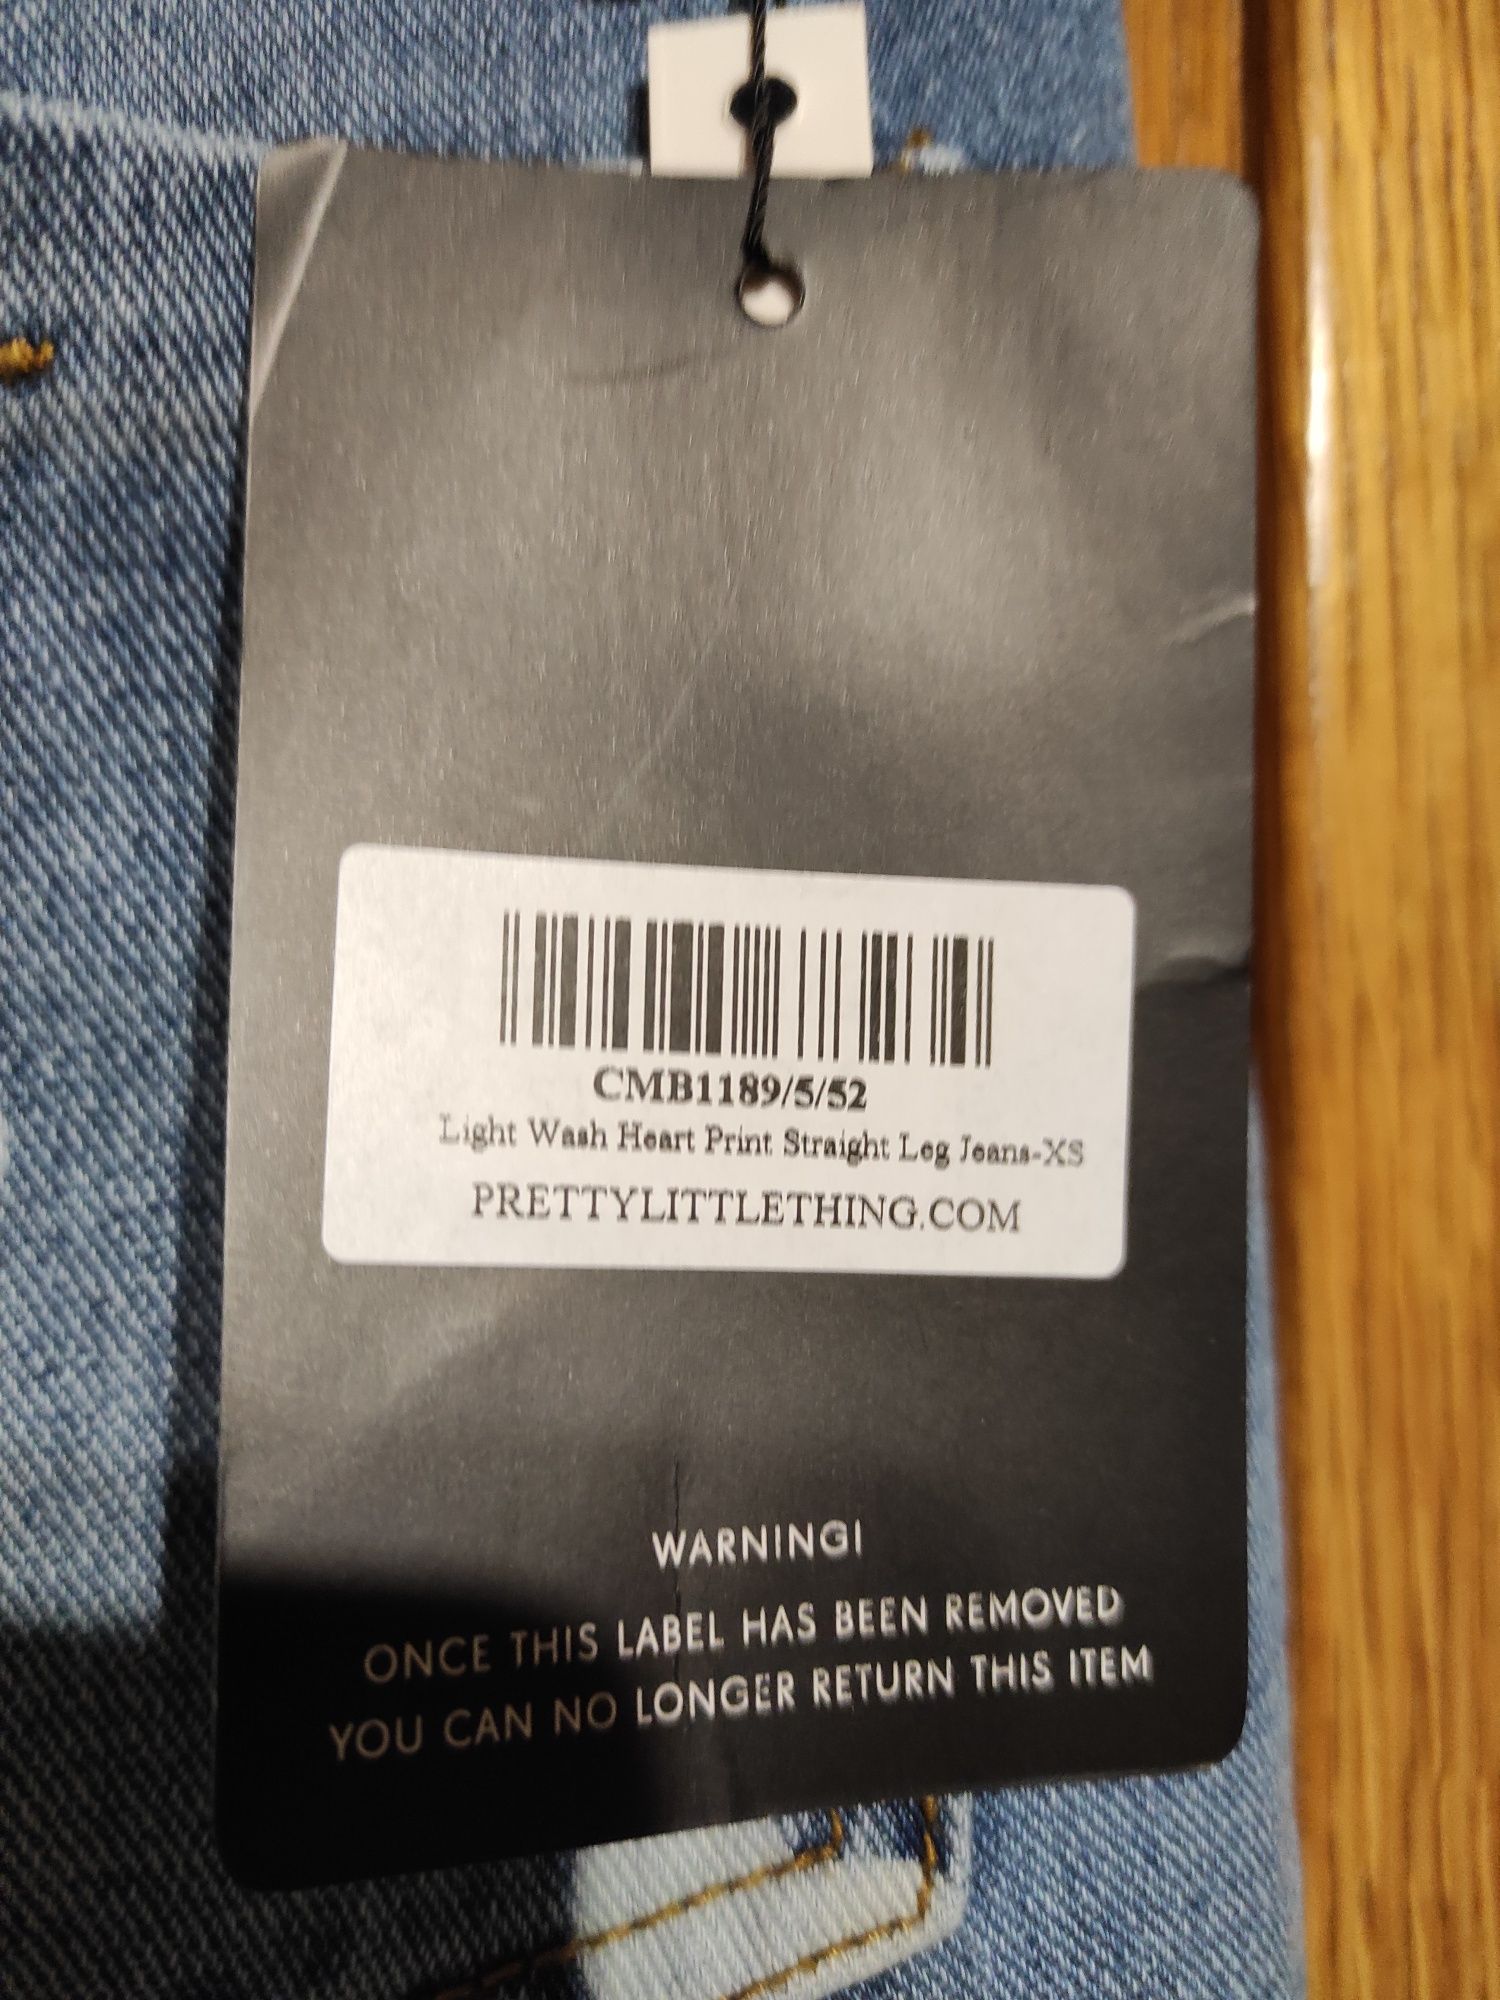 CMB1189/5/52
Light Wash Heart Print Straight Leg Jeans-XS
PRETTYLITTLETHING.COM
WARNING!
ONCE THIS LABEL HAS BEEN REMOVED
YOU CAN NO LONGER RETURN THIS ITEM